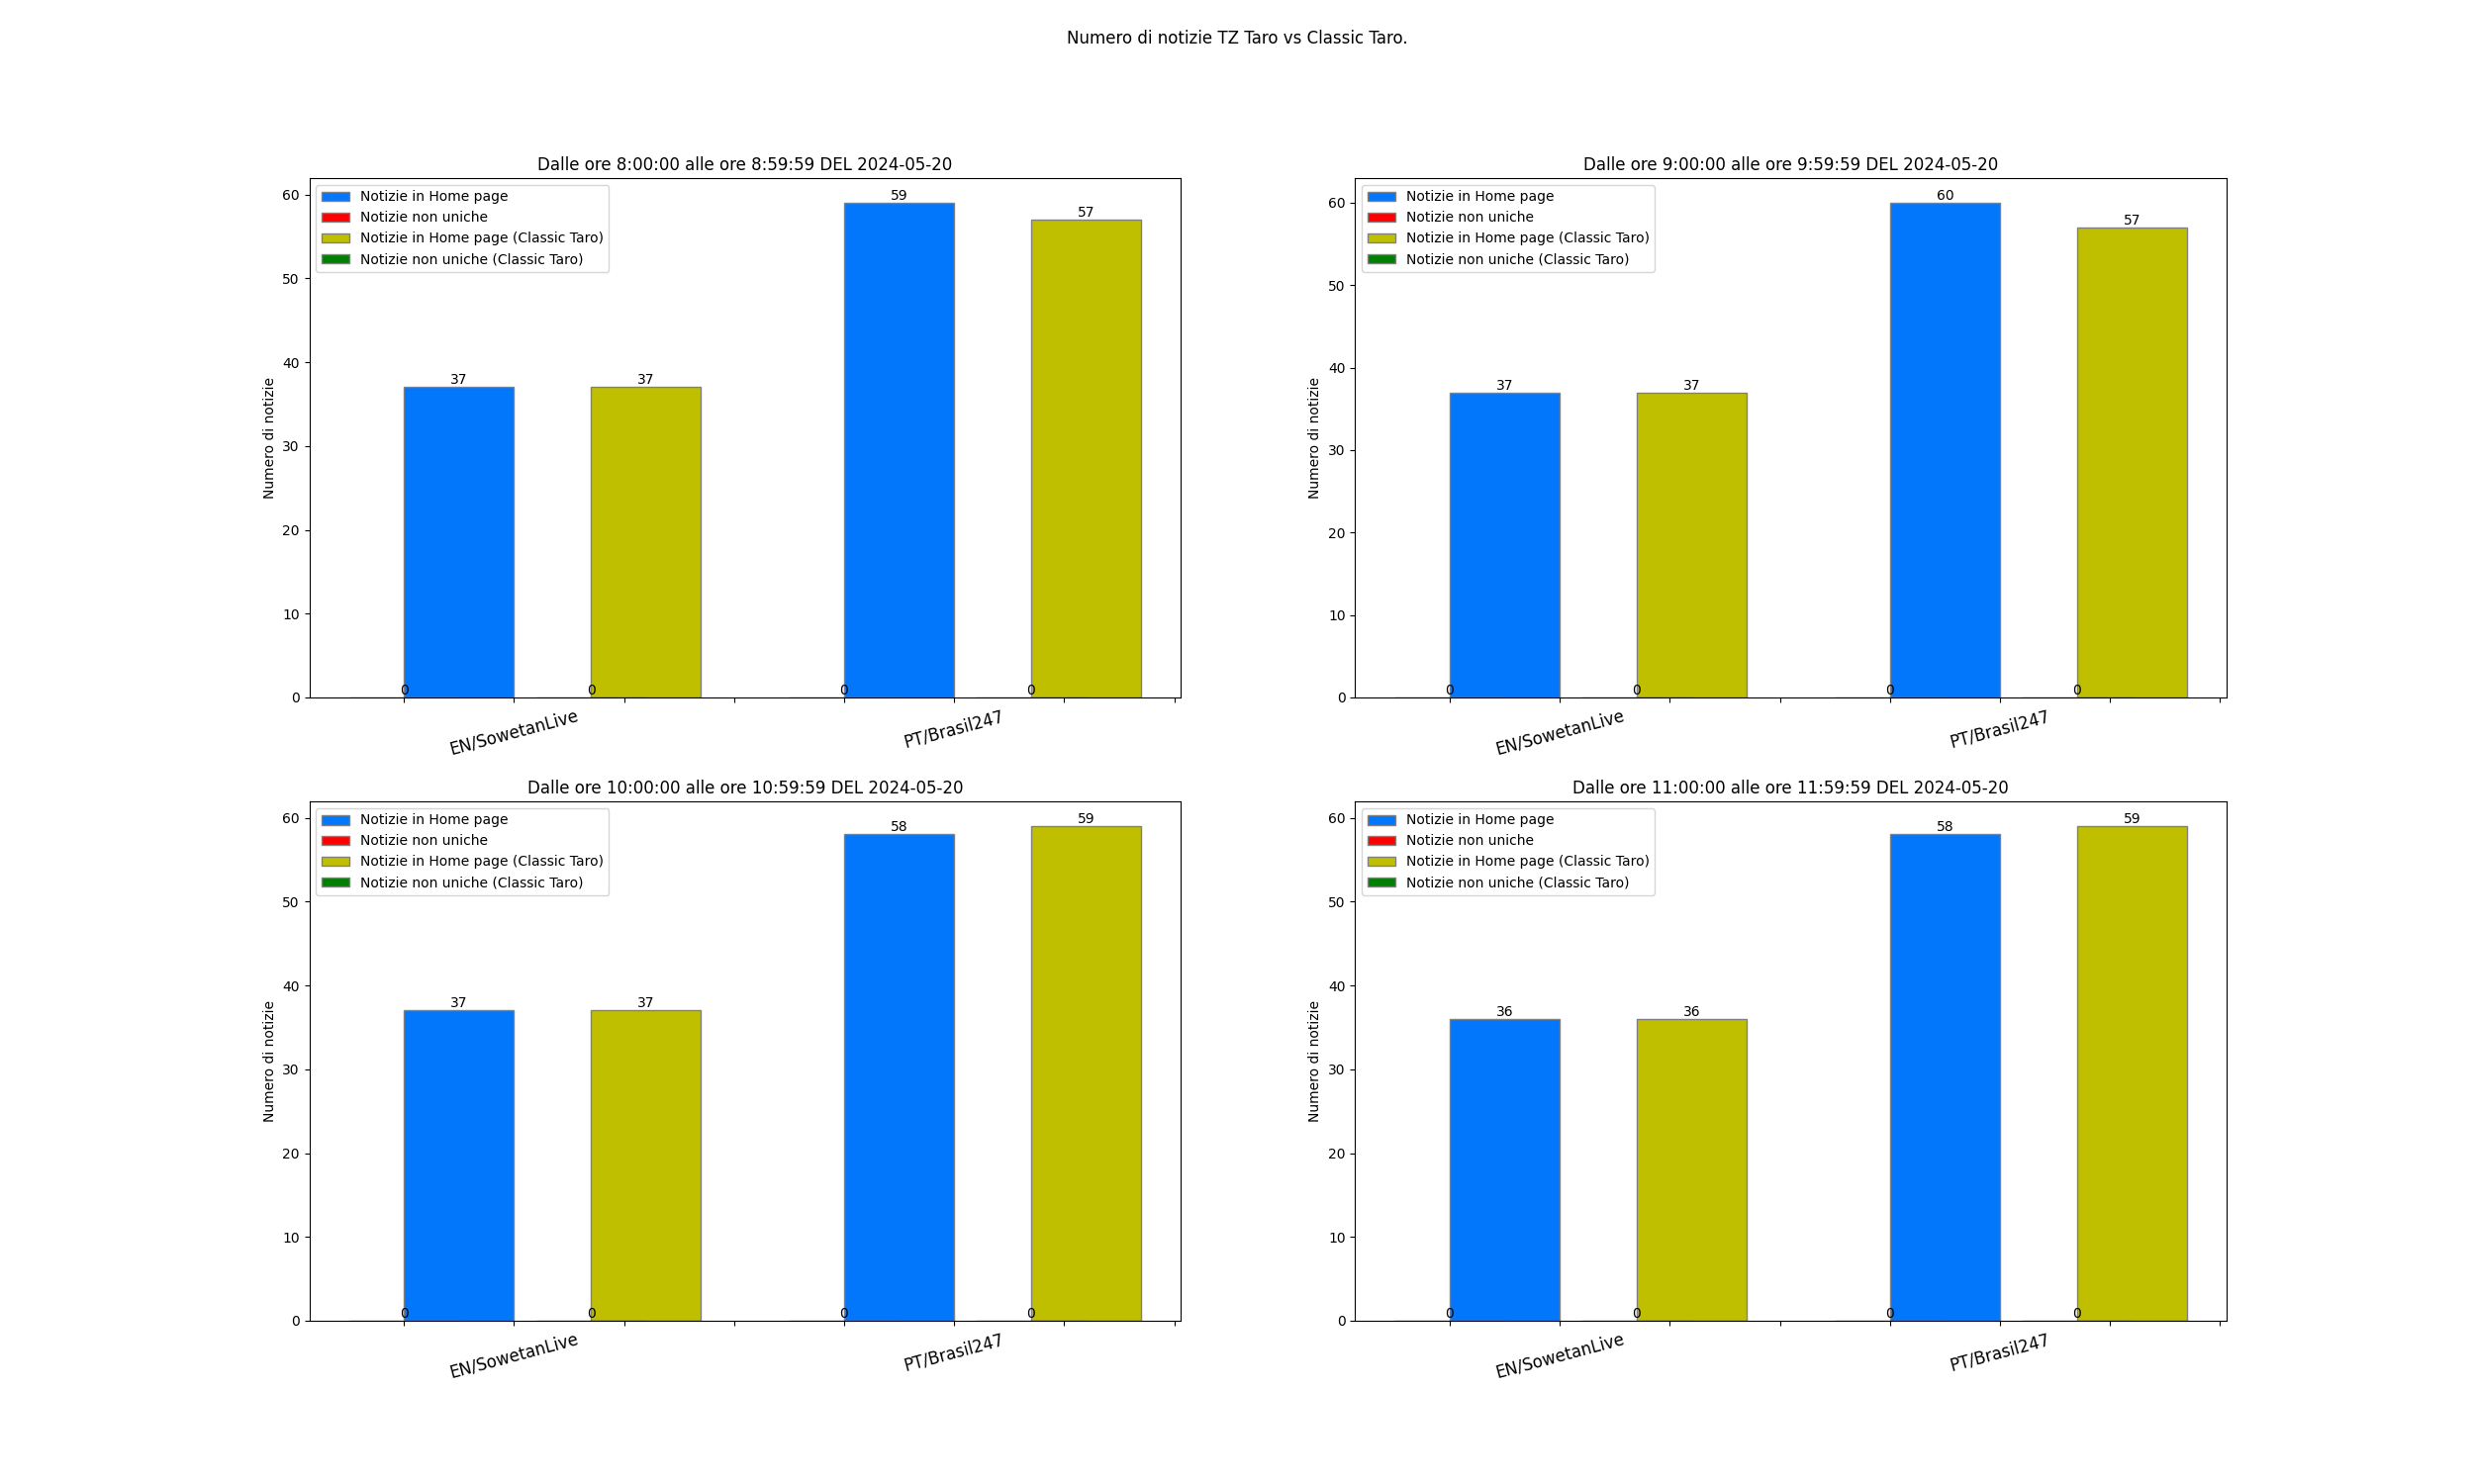 Numero di notizie TZ Taro vs Classic Taro.
Dalle ore 8:00:00 alle ore 8:59:59 DEL 2024-05-20
Notizie in Home page
Notizie non uniche
Notizie in Home page (Classic Taro)
Notizie non uniche (Classic Taro)
Numero di notizie
60
50
40
30
20
10
0
37
37
59
57
0
0
0
0
EN/SowetanLive
PT/Brasil247
Dalle ore 9:00:00 alle ore 9:59:59 DEL 2024-05-20
Notizie in Home page
Notizie non uniche
Notizie in Home page (Classic Taro)
Notizie non uniche (Classic Taro)
Numero di notizie
60
50
40
30
20
10
0
37
37
60
57
0
0
0
0
EN/SowetanLive
PT/Brasil247
Dalle ore 10:00:00 alle ore 10:59:59 DEL 2024-05-20
Notizie in Home page
Notizie non uniche
Notizie in Home page (Classic Taro)
Notizie non uniche (Classic Taro)
Numero di notizie
60
50
40
30
20
10
0
37
37
58
59
0
0
0
0
EN/SowetanLive
PT/Brasil247
Dalle ore 11:00:00 alle ore 11:59:59 DEL 2024-05-20
Notizie in Home page
Notizie non uniche
Notizie in Home page (Classic Taro)
Notizie non uniche (Classic Taro)
Numero di notizie
60
50
40
30
20
10
0
36
36
58
59
0
0
0
0
EN/SowetanLive
PT/Brasil247